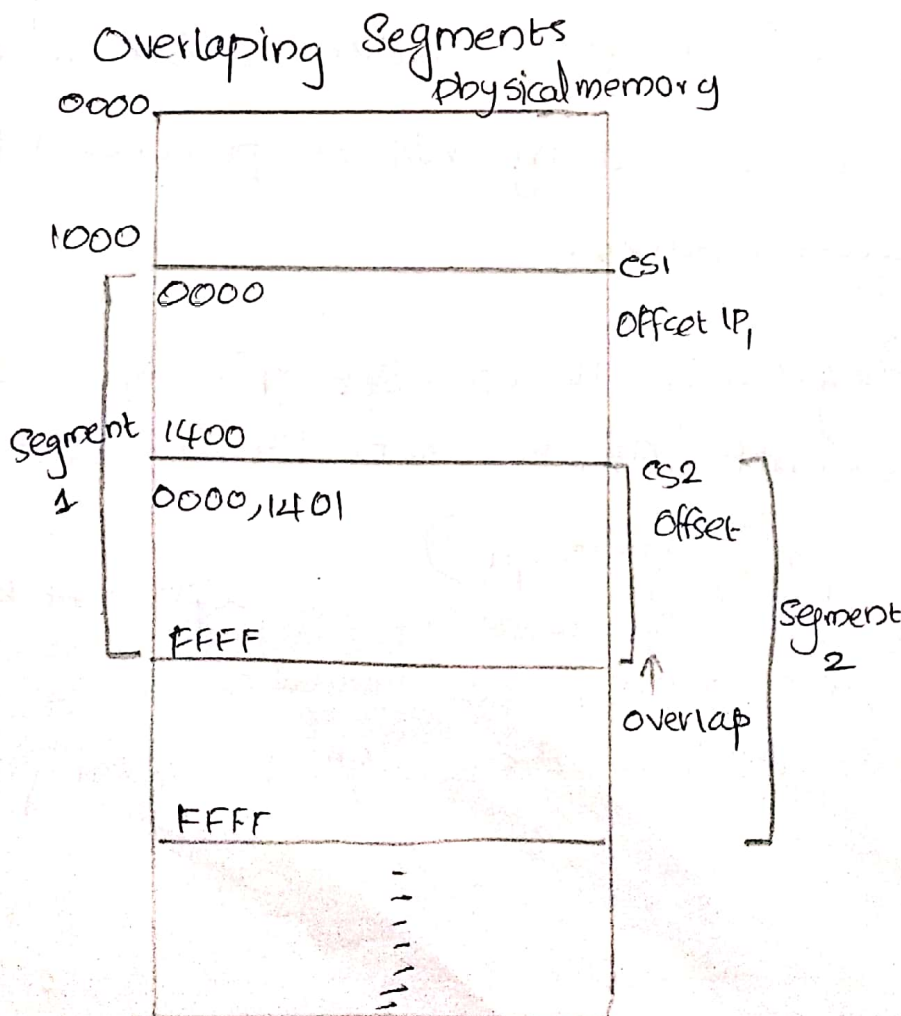 Overlaping Segments
physical memory
0000
1000
CS1
0000
Offcet IP1
Segment
1
1400
CS2
0000,1401
Offset
Segment
2
FFFF
overlap
FFFF